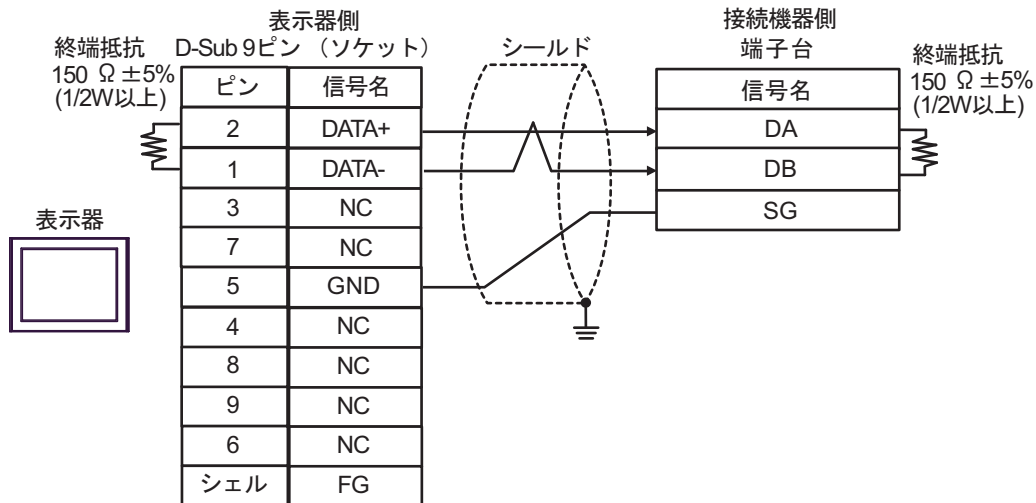 表示器側
D-Sub 9ピン (ソケット)
終端抵抗
150 Ω ±5%
(1/2W以上)
ピン 信号名
2 DATA+
1 DATA-
3 NC
7 NC
5 GND
4 NC
8 NC
9 NC
6 NC
シェル FG
表示器
シールド
接続機器側
端子台
信号名
DA
DB
SG
終端抵抗
150 Ω ±5%
(1/2W以上)